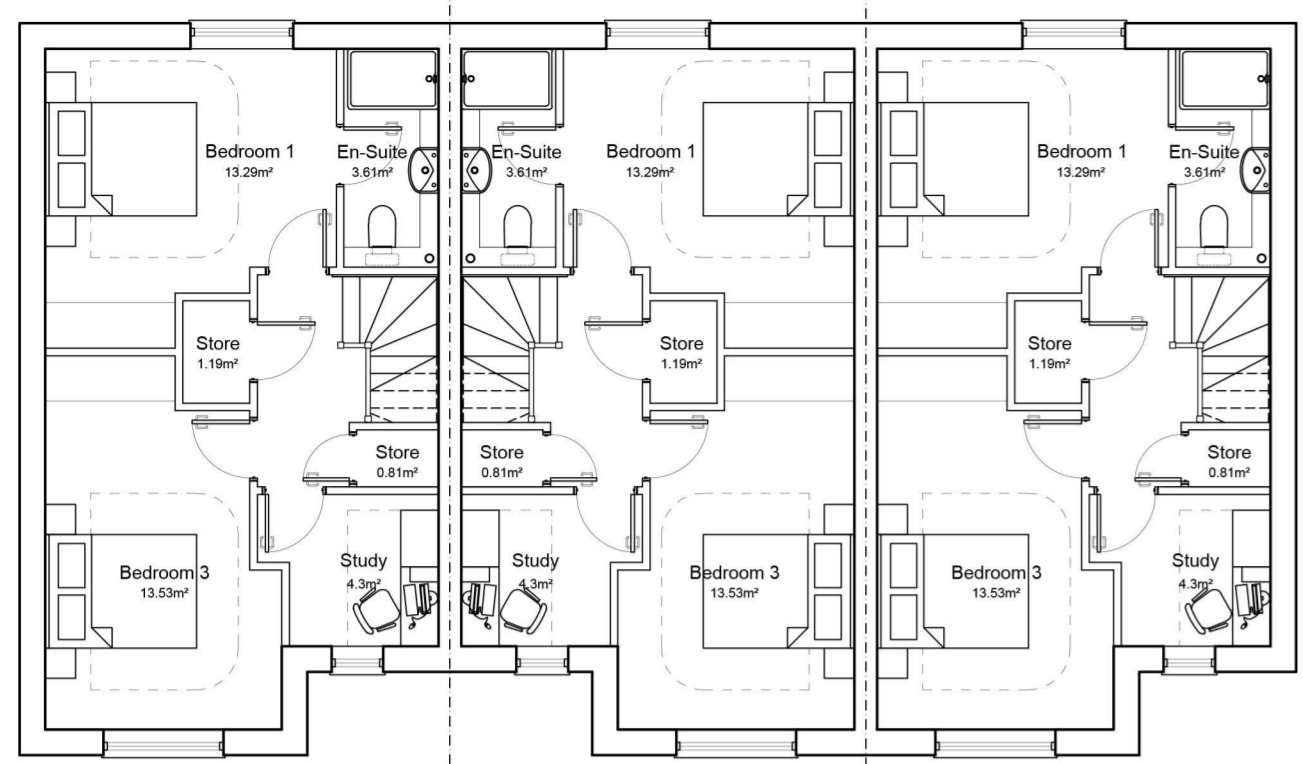 Bedroom 1
13.29m²
En-Suite
3.61m²
En-Suite
3.61m²
Bedroom 1
13.29m²
Bedroom 1
13.29m²
En-Suite
3.61m²
Store
1.19m²
Store
1.19m²
Store
1.19m²
Store
0.81m²
Store
0.81m²
Store
0.81m²
Bedroom 3
13.53m²
Study
4.3m²
Study
4.3m²
Bedroom 3
13.53m²
Bedroom 3
13.53m²
Study
4.3m²